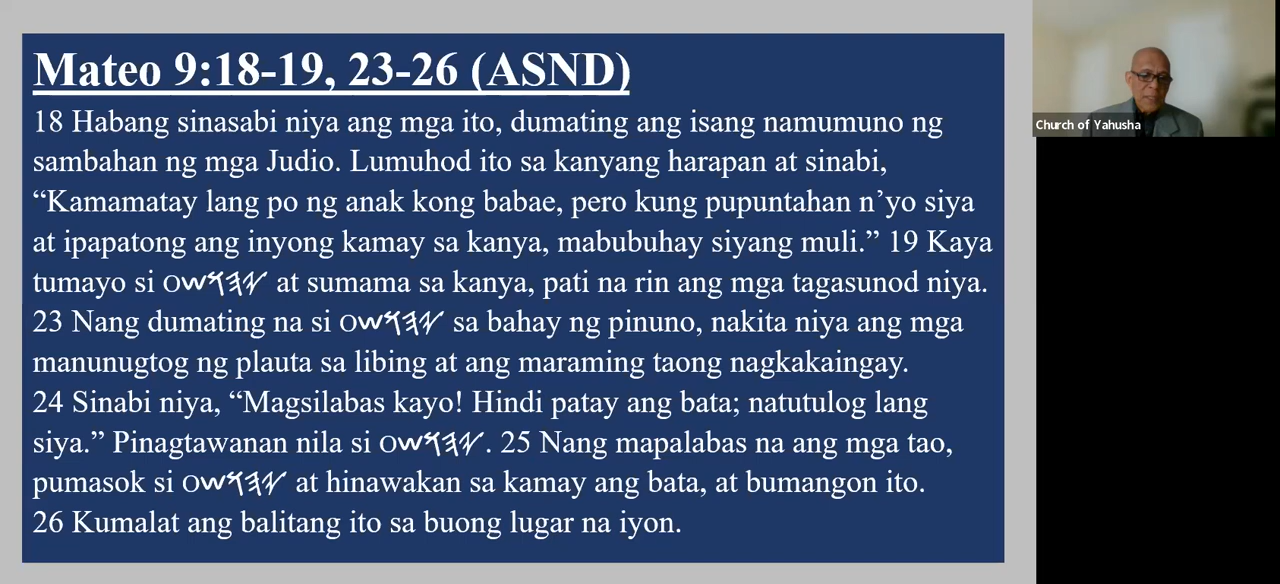 Mateo 9:18-19, 23-26 (ASND)
18 Habang sinasabi niya ang mga ito, dumating ang isang namumuno ng
sambahan ng mga Judio. Lumuhod ito sa kanyang harapan at sinabi,
“Kamamatay lang po ng anak kong babae, pero kung pupuntahan n’yo siya
at ipapatong ang inyong kamay sa kanya, mabubuhay siyang muli.” 19 Kaya
tumayo si 𐤉𐤄𐤅𐤔𐤏 at sumama sa kanya, pati na rin ang mga tagasunod niya.
23 Nang dumating na si 𐤉𐤄𐤅𐤔𐤏 sa bahay ng pinuno, nakita niya ang mga
manunugtog ng plauta sa libing at ang maraming taong nagkakaingay.
24 Sinabi niya, “Magsilabas kayo! Hindi patay ang bata; natutulog lang
siya.” Pinagtawanan nila si 𐤉𐤄𐤅𐤔𐤏. 25 Nang mapalabas na ang mga tao,
pumasok si 𐤉𐤄𐤅𐤔𐤏 at hinawakan sa kamay ang bata, at bumangon ito.
26 Kumalat ang balitang ito sa buong lugar na iyon.
Church of Yahusha